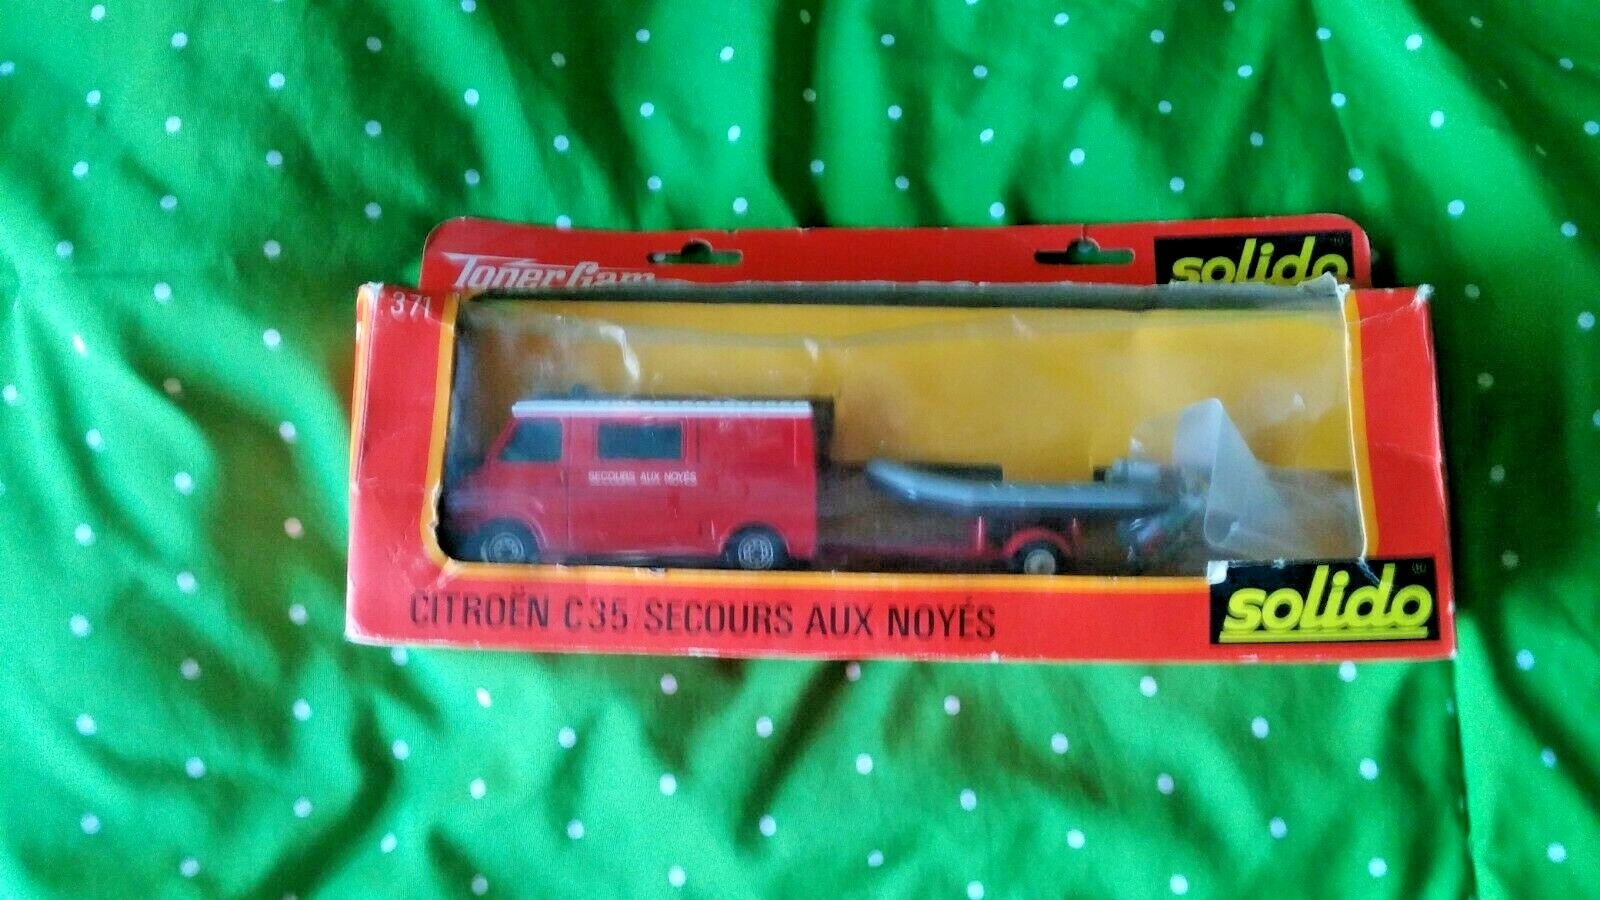 TonerGam
solido
371
SECOURS AUX NOYÉS
CITROËN C35 SECOURS AUX NOYÉS
solido®